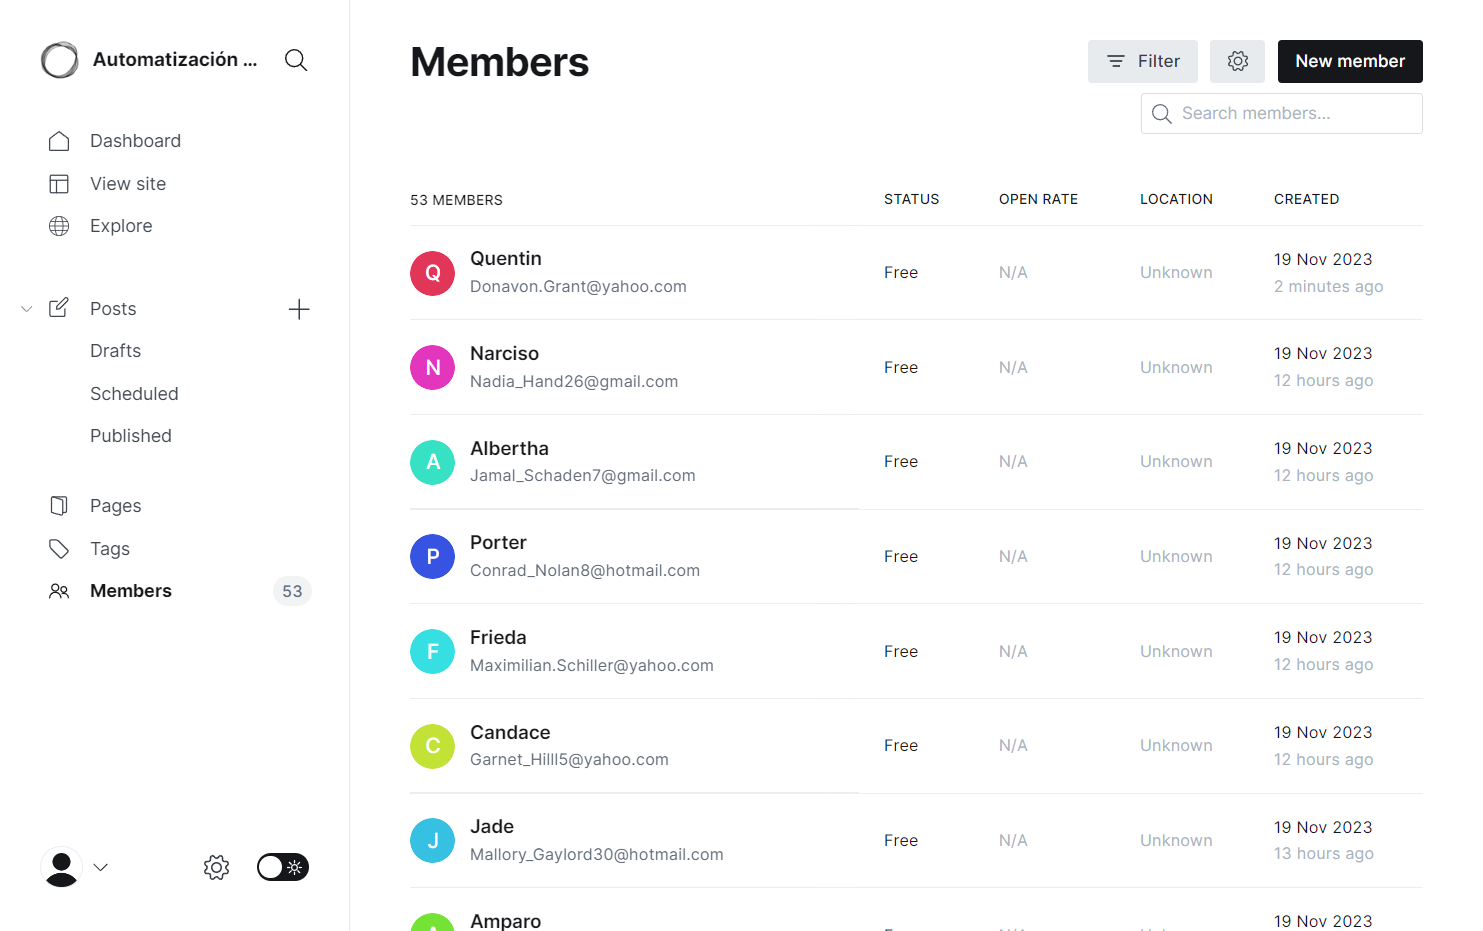 Automatización ...
Dashboard
View site
Explore
Posts
Drafts
Scheduled
Published
Pages
Tags
Members 53
Members
Filter
New member
Search members...
53 MEMBERS STATUS OPEN RATE LOCATION CREATED
Q Quentin
Donavon.Grant@yahoo.com
Free N/A Unknown
19 Nov 2023
2 minutes ago
N Narciso
Nadia_Hand26@gmail.com
Free N/A Unknown
19 Nov 2023
12 hours ago
A Albertha
Jamal_Schaden7@gmail.com
Free N/A Unknown
19 Nov 2023
12 hours ago
P Porter
Conrad_Nolan8@hotmail.com
Free N/A Unknown
19 Nov 2023
12 hours ago
F Frieda
Maximilian.Schiller@yahoo.com
Free N/A Unknown
19 Nov 2023
12 hours ago
C Candace
Garnet_Hilll5@yahoo.com
Free N/A Unknown
19 Nov 2023
12 hours ago
J Jade
Mallory_Gaylord30@hotmail.com
Free N/A Unknown
19 Nov 2023
13 hours ago
Amparo
19 Nov 2023